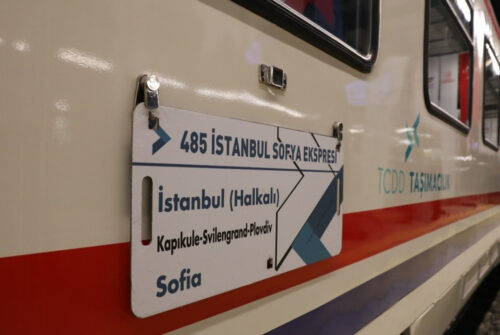 485 İSTANBUL SOFYA EKSPRESİ
İstanbul (Halkalı)
Kapıkule-Svilengrand-Plovdiv
Sofia
TCDD TAŞIMACILIK